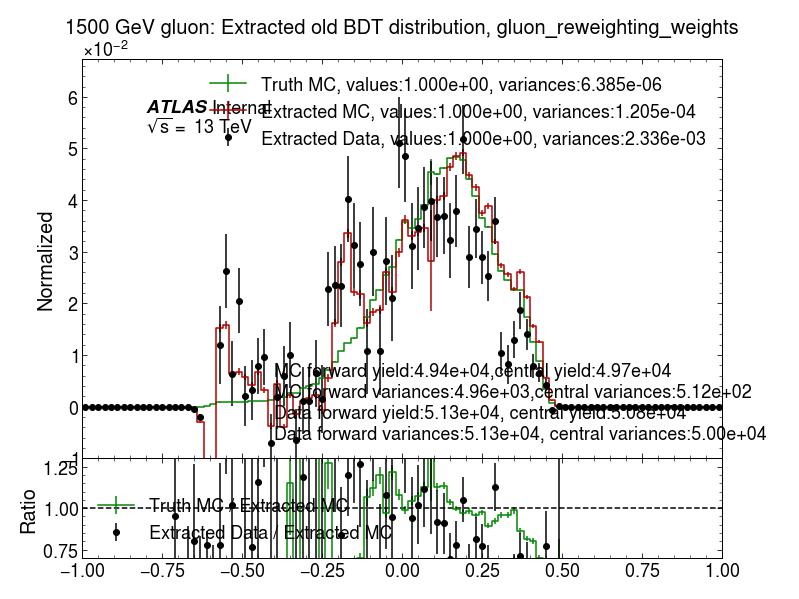 1500 GeV gluon: Extracted old BDT distribution, gluon_reweighting_weights
×10⁻²
Truth MC, values:1.000e+00, variances:6.385e-06
ATLAS Internal
Extracted MC, values:1.000e+00, variances:1.205e-04
√s = 13 TeV
Extracted Data, values:1.000e+00, variances:2.336e-03
6
5
4
3
2
1
0
1
Normalized
MC forward yield:4.94e+04,central yield:4.97e+04
MC forward variances:4.96e+03,central variances:5.12e+02
Data forward yield:5.13e+04, central yield:5.08e+04
Data forward variances:5.13e+04, central variances:5.00e+04
1.25
1.00
0.75
Ratio
Truth MC / Extracted MC
Extracted Data / Extracted MC
−1.00 −0.75 −0.50 −0.25 0.00 0.25 0.50 0.75 1.00